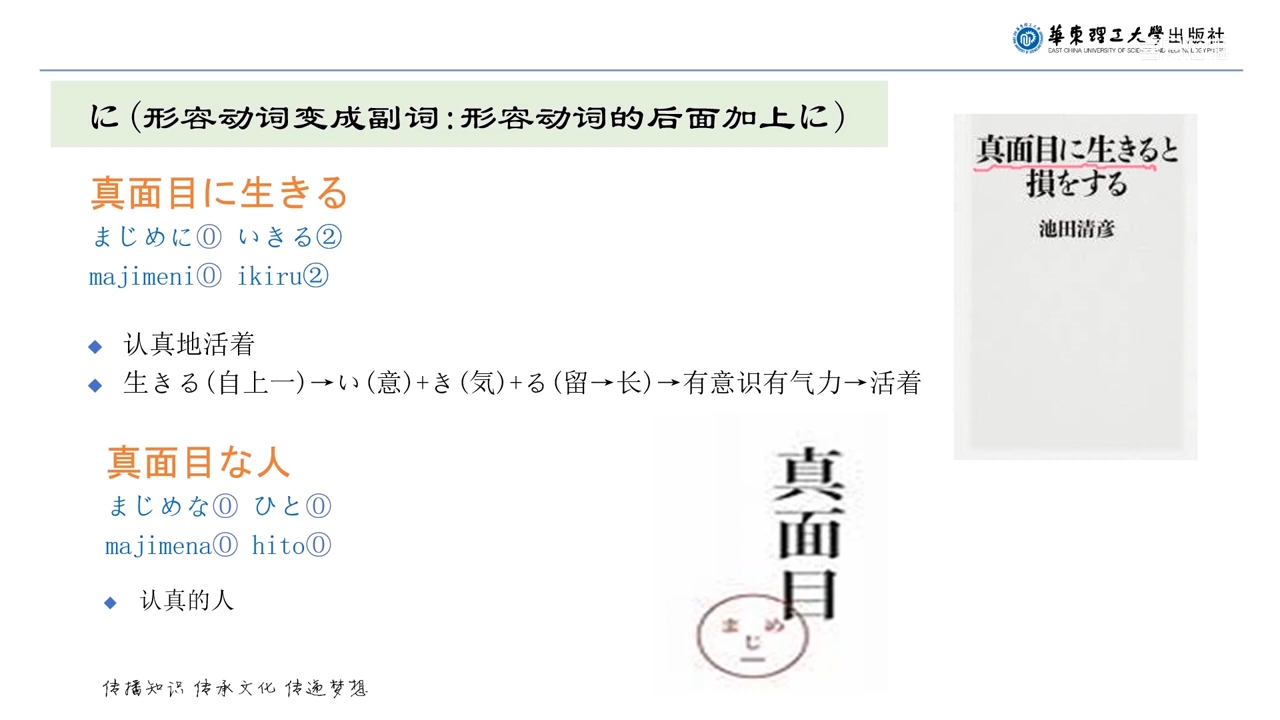 華東理工大學出版社
に(形容动词变成副词:形容动词的后面加上に)
真面目に生きる
まじめに⓪ いきる②
majimeni⓪ ikiru②
◆ 认真地活着
◆ 生きる(自上一)→い(意)+き(気)+る(留→长)→有意识有气力→活着
真面目な人
まじめな⓪ ひと⓪
majimena⓪ hito⓪
◆ 认真的人
真面目に生きると
損をする
池田清彦
真面目
まじめ
传播知识 传承文化 传递梦想